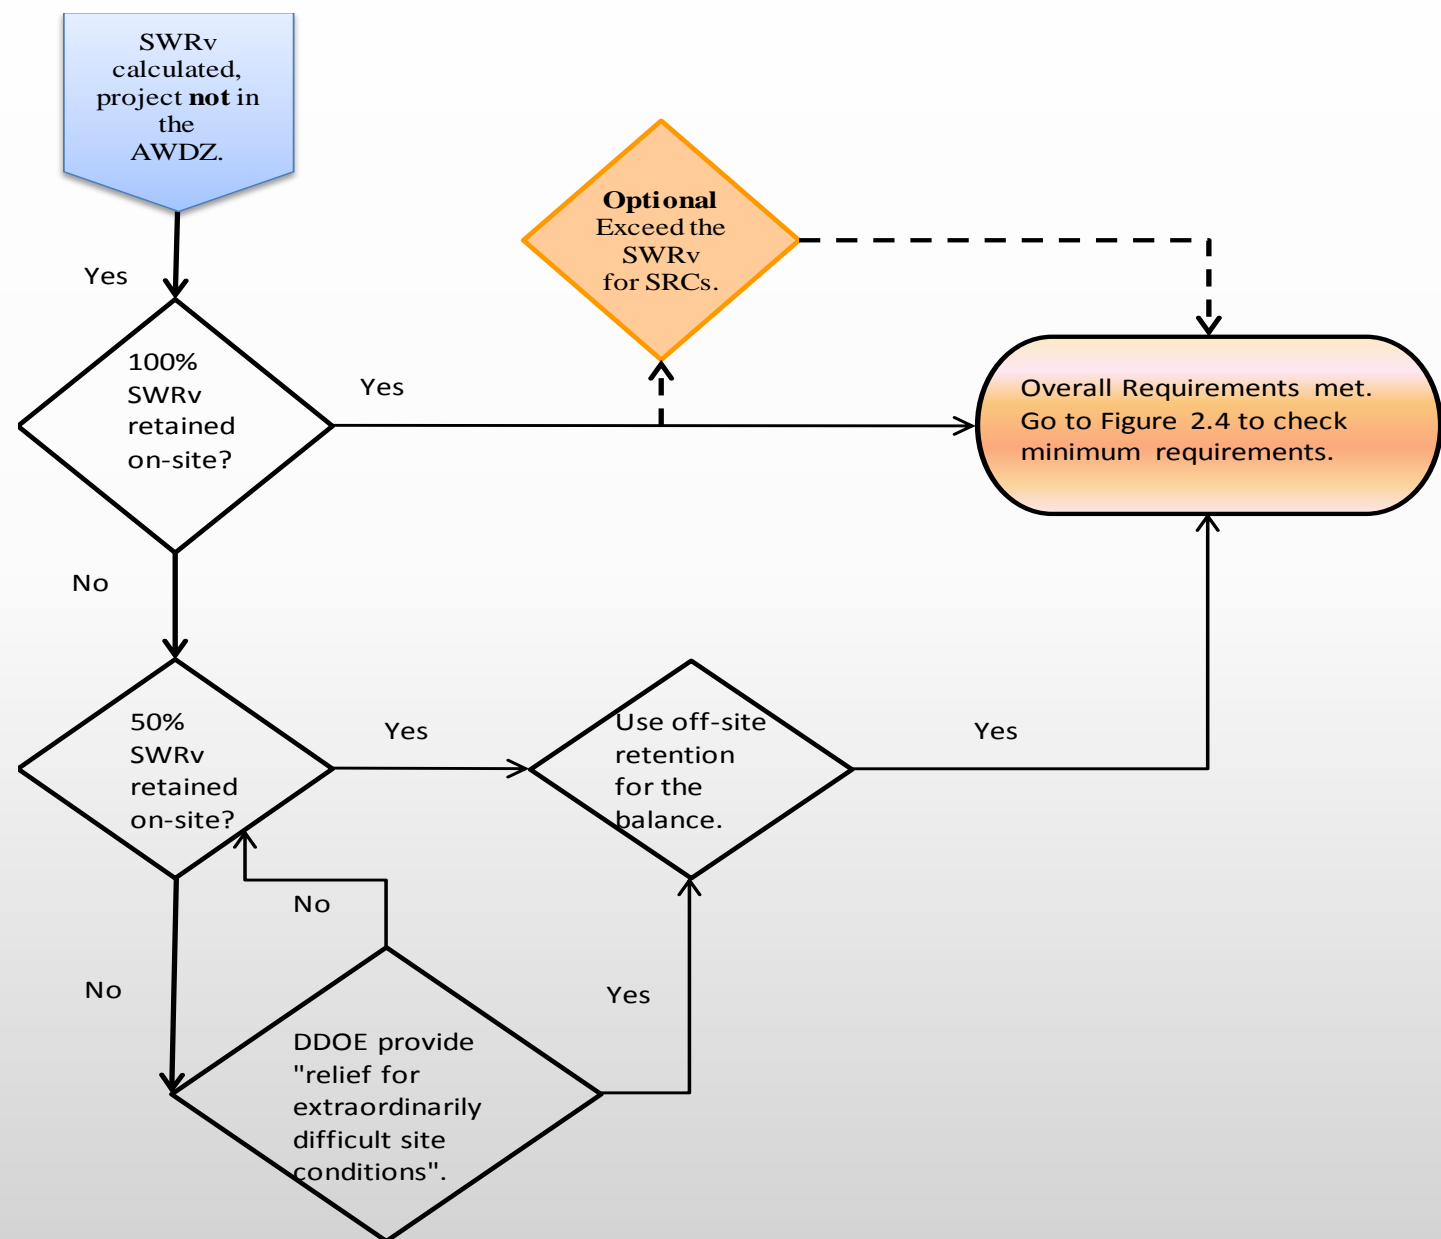 SWRv
calculated,
project not in
the
AWDZ.
Yes
100%
SWRv
retained
on-site?
Yes
Optional
Exceed the
SWRv
for SRCs.
Overall Requirements met.
Go to Figure 2.4 to check
minimum requirements.
No
50%
SWRv
retained
on-site?
Yes
Use off-site
retention
for the
balance.
Yes
No
No
DDOE provide
"relief for
extraordinarily
difficult site
conditions".
Yes